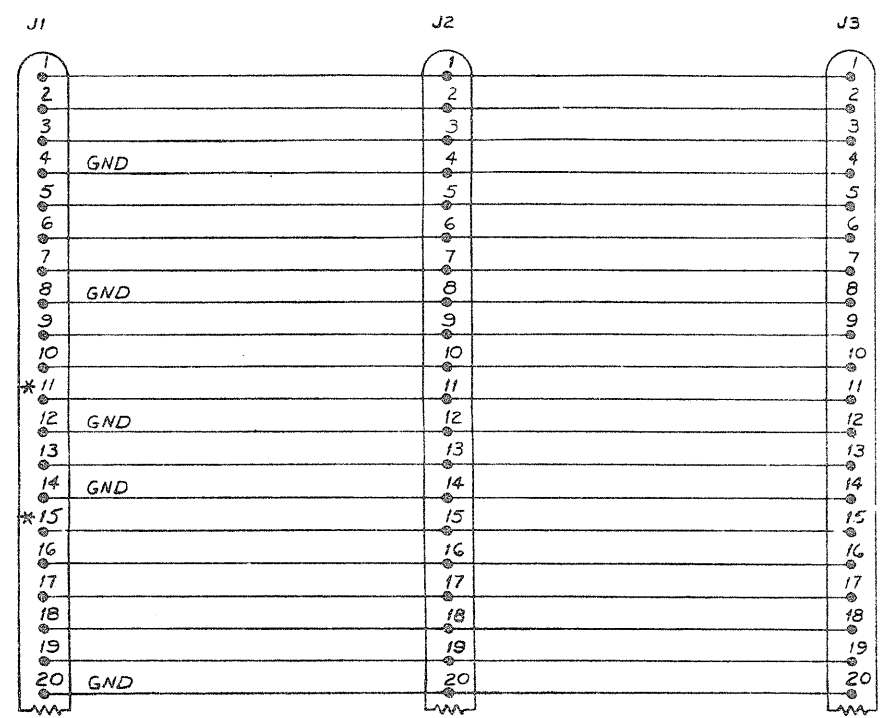 J1 J2 J3
1 1 1
2 2 2
3 3 3
4 GND 4 4
5 5 5
6 6 6
7 7 7
8 GND 8 8
9 9 9
10 10 10
*11 11 11
12 GND 12 12
13 13 13
14 GND 14 14
*15 15 15
16 16 16
17 17 17
18 18 18
19 19 19
20 GND 20 20